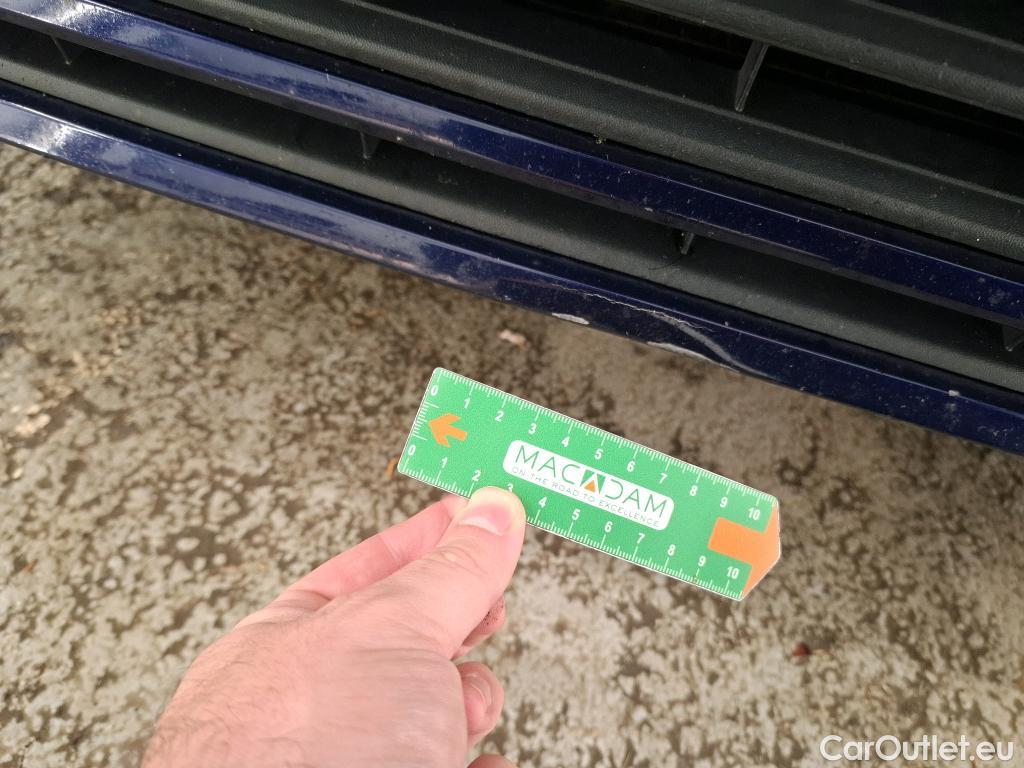 0 1 2 3 4 5 6 7 8 9 10
MACADAM
ON THE ROAD TO EXCELLENCE
0 1 2 3 4 5 6 7 8 9 10
CarOutlet.eu